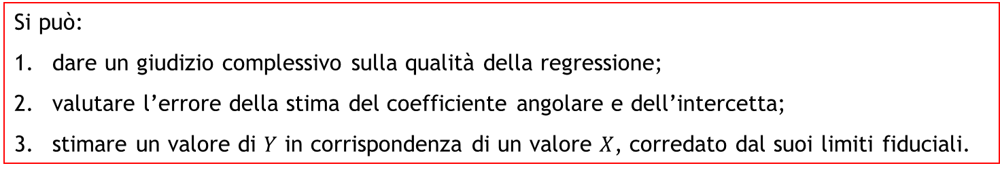 Si può:
1. dare un giudizio complessivo sulla qualità della regressione;
2. valutare l’errore della stima del coefficiente angolare e dell’intercetta;
3. stimare un valore di Y in corrispondenza di un valore X, corredato dal suoi limiti fiduciali.